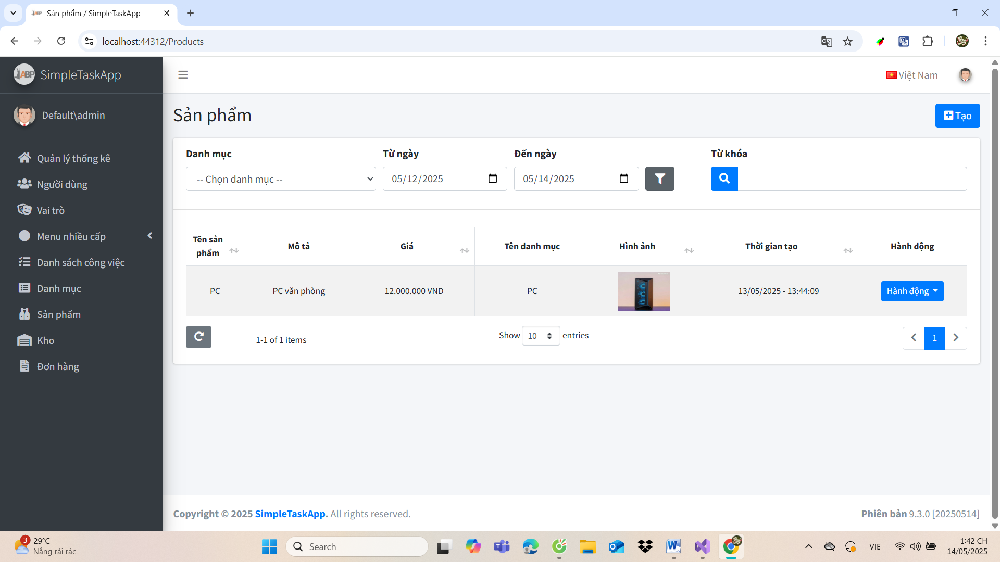 Sản phẩm / SimpleTaskApp
localhost:44312/Products
ABP
SimpleTaskApp
Việt Nam
Default\admin
Quản lý thống kê
Người dùng
Vai trò
Menu nhiều cấp
Danh sách công việc
Danh mục
Sản phẩm
Kho
Đơn hàng
Sản phẩm
Tạo
Danh mục
Từ ngày
Đến ngày
Từ khóa
-- Chọn danh mục --
05/12/2025
05/14/2025
Tên sản phẩm
Mô tả
Giá
Tên danh mục
Hình ảnh
Thời gian tạo
Hành động
PC
PC văn phòng
12.000.000 VND
PC
13/05/2025 - 13:44:09
Hành động
1-1 of 1 items
Show 10 entries
1
Copyright © 2025 SimpleTaskApp. All rights reserved.
Phiên bản 9.3.0 [20250514]
3
29°C
Nắng rải rác
Search
VIE
1:42 CH
14/05/2025